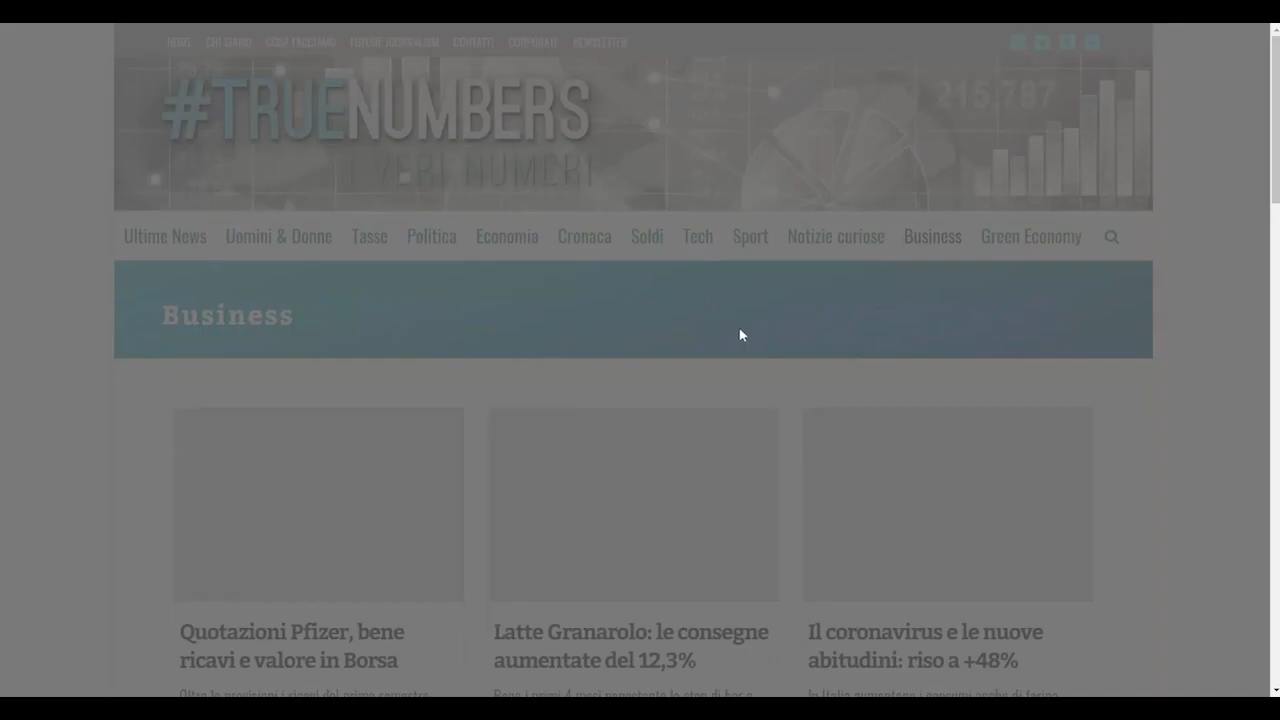 HOME CHI SIAMO COSA FACCIAMO FUTURE JOURNALISM CONTATTI CORPORATE NEWSLETTER
#TRUENUMBERS
I VERI NUMERI
215.787
Ultime News Uomini & Donne Tasse Politica Economia Cronaca Soldi Tech Sport Notizie curiose Business Green Economy
Business
Quotazioni Pfizer, bene
ricavi e valore in Borsa
Latte Granarolo: le consegne
aumentate del 12,3%
Il coronavirus e le nuove
abitudini: riso a +48%